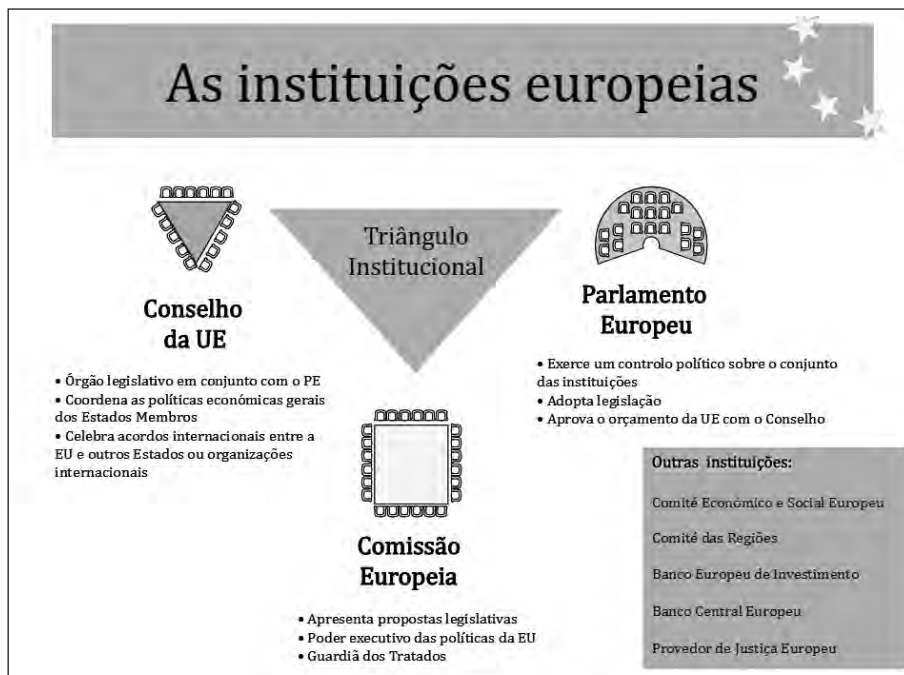 As instituições europeias
Triângulo
Institucional
Conselho
da UE
• Órgão legislativo em conjunto com o PE
• Coordena as políticas económicas gerais
dos Estados Membros
• Celebra acordos internacionais entre a
EU e outros Estados ou organizações
internacionais
Parlamento
Europeu
• Exerce um controlo político sobre o conjunto
das instituições
• Adopta legislação
• Aprova o orçamento da UE com o Conselho
Comissão
Europeia
• Apresenta propostas legislativas
• Poder executivo das políticas da EU
• Guardiã dos Tratados
Outras instituições:
Comité Económico e Social Europeu
Comité das Regiões
Banco Europeu de Investimento
Banco Central Europeu
Provedor de Justiça Europeu